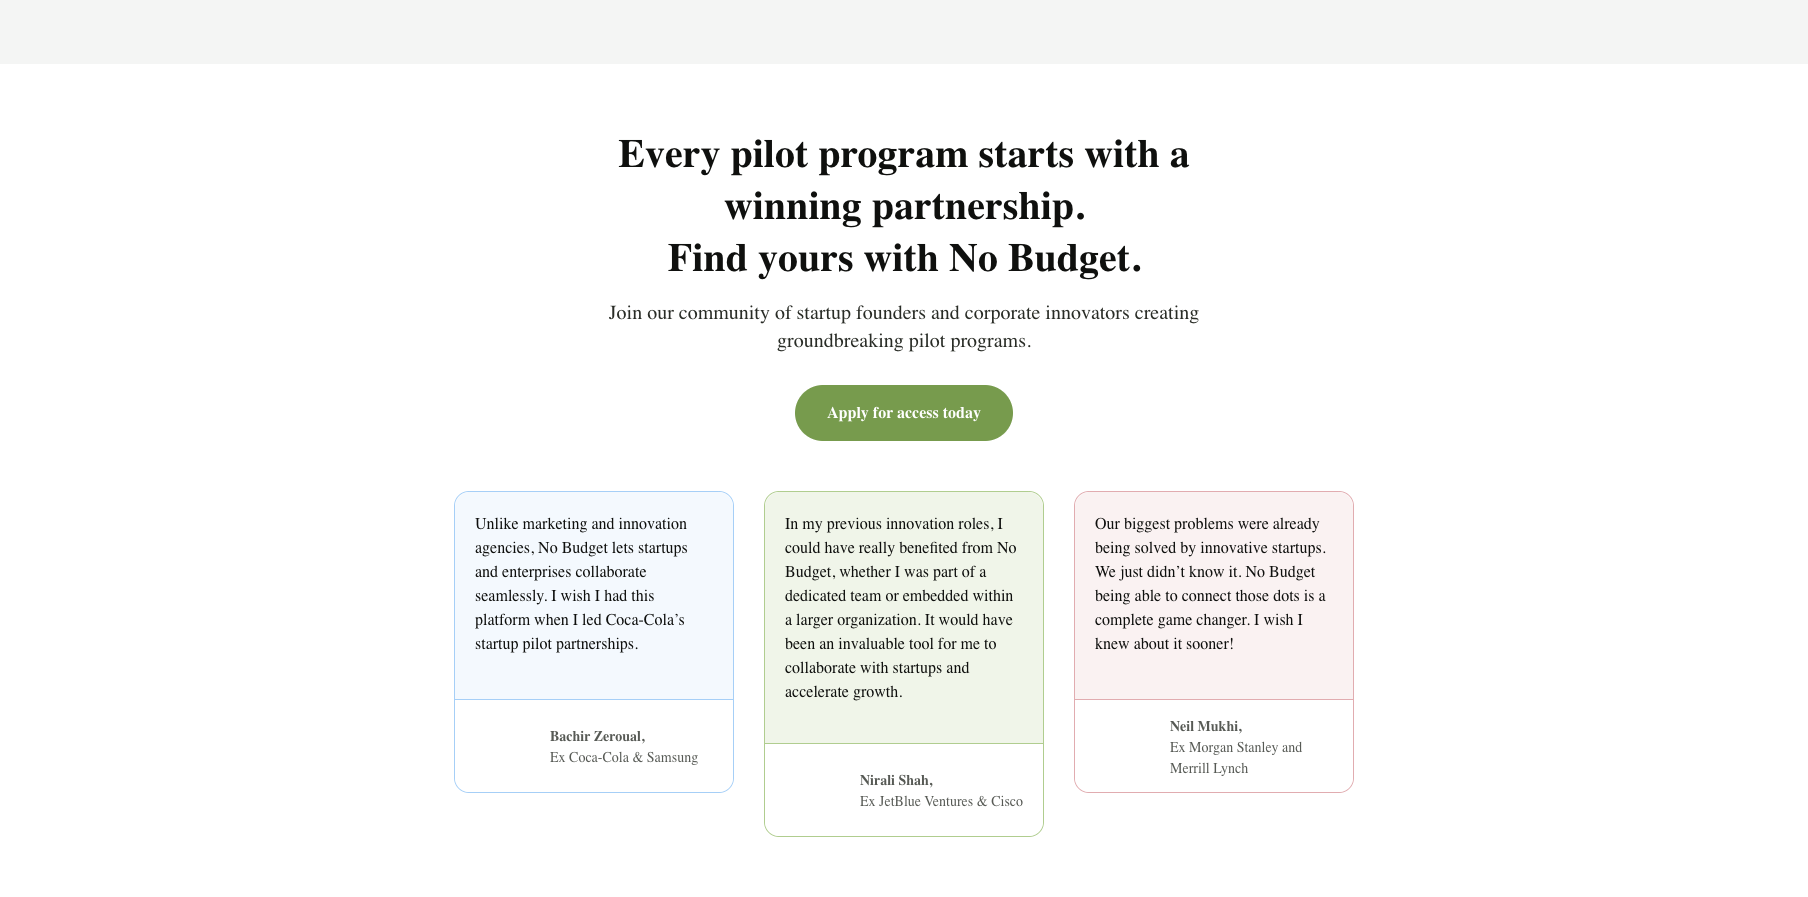 Every pilot program starts with a
winning partnership.
Find yours with No Budget.
Join our community of startup founders and corporate innovators creating
groundbreaking pilot programs.
Apply for access today
Unlike marketing and innovation
agencies, No Budget lets startups
and enterprises collaborate
seamlessly. I wish I had this
platform when I led Coca-Cola’s
startup pilot partnerships.
Bachir Zeroual,
Ex Coca-Cola & Samsung
In my previous innovation roles, I
could have really benefited from No
Budget, whether I was part of a
dedicated team or embedded within
a larger organization. It would have
been an invaluable tool for me to
collaborate with startups and
accelerate growth.
Nirali Shah,
Ex JetBlue Ventures & Cisco
Our biggest problems were already
being solved by innovative startups.
We just didn’t know it. No Budget
being able to connect those dots is a
complete game changer. I wish I
knew about it sooner!
Neil Mukhi,
Ex Morgan Stanley and
Merrill Lynch